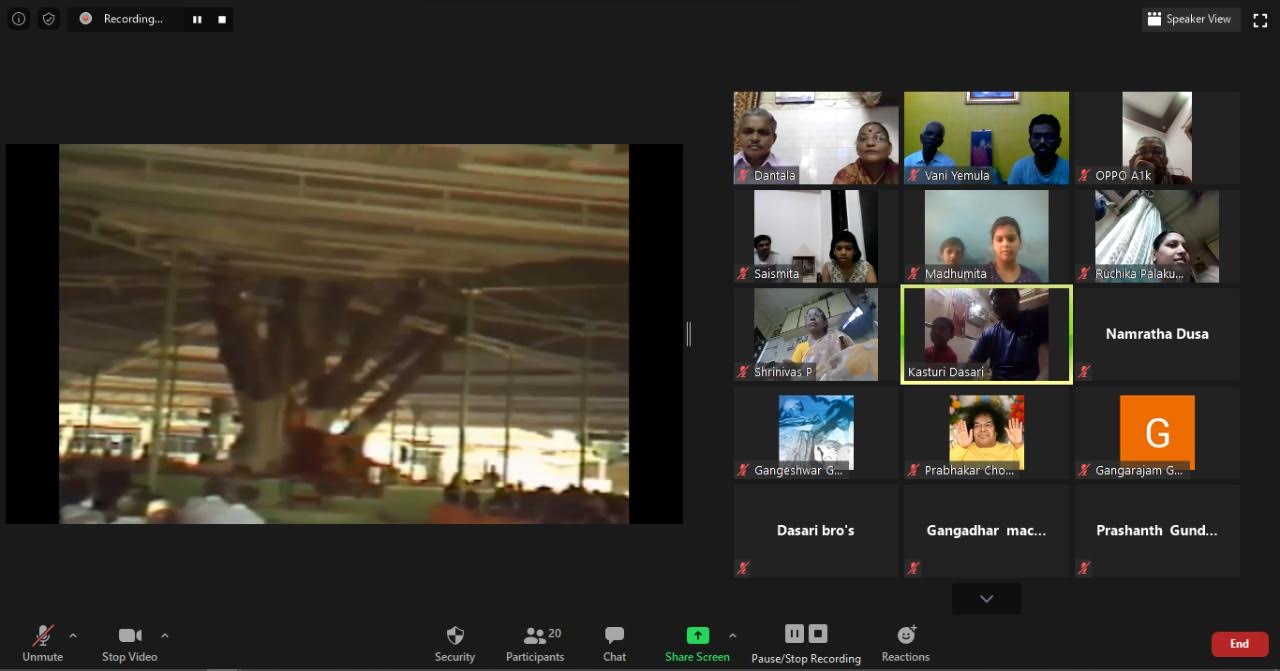 Recording...
Speaker View
Dantala
Vani Yemula
OPPO A1k
Saismita
Madhumita
Ruchika Palaku...
Shrinivas P
Kasturi Dasari
Namratha Dusa
Gangeshwar G...
Prabhakar Cho...
G
Gangarajam G...
Dasari bro's
Gangadhar mac...
Prashanth Gund...
Unmute
Stop Video
Security
20
Participants
Chat
Share Screen
Pause/Stop Recording
Reactions
End